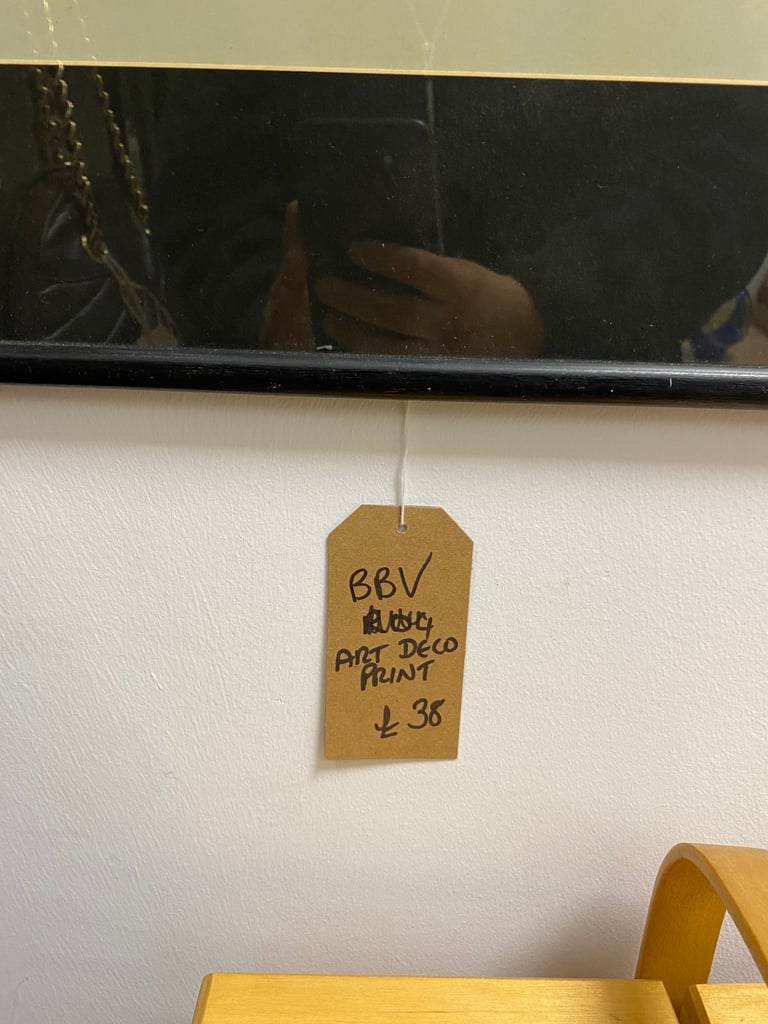 BBV
ART DECO
PRINT
£ 38